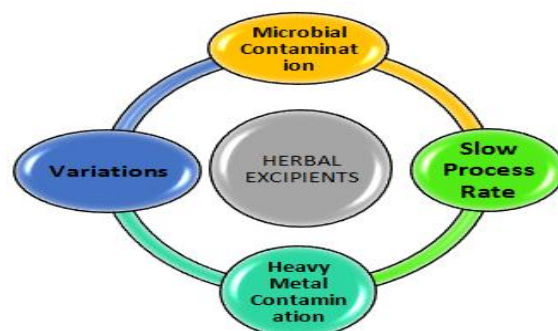 Microbial
Contaminat
ion
Variations
HERBAL
EXCIPIENTS
Slow
Process
Rate
Heavy
Metal
Contamin
ation